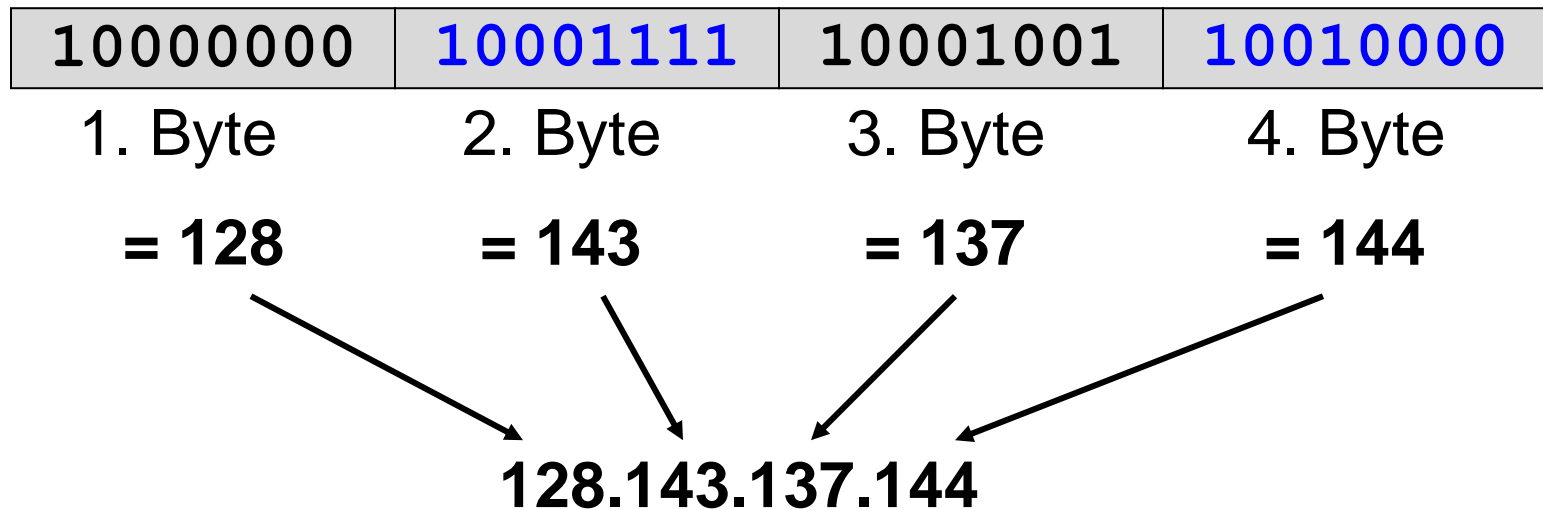 10000000 10001111 10001001 10010000
1. Byte 2. Byte 3. Byte 4. Byte
= 128 = 143 = 137 = 144
128.143.137.144